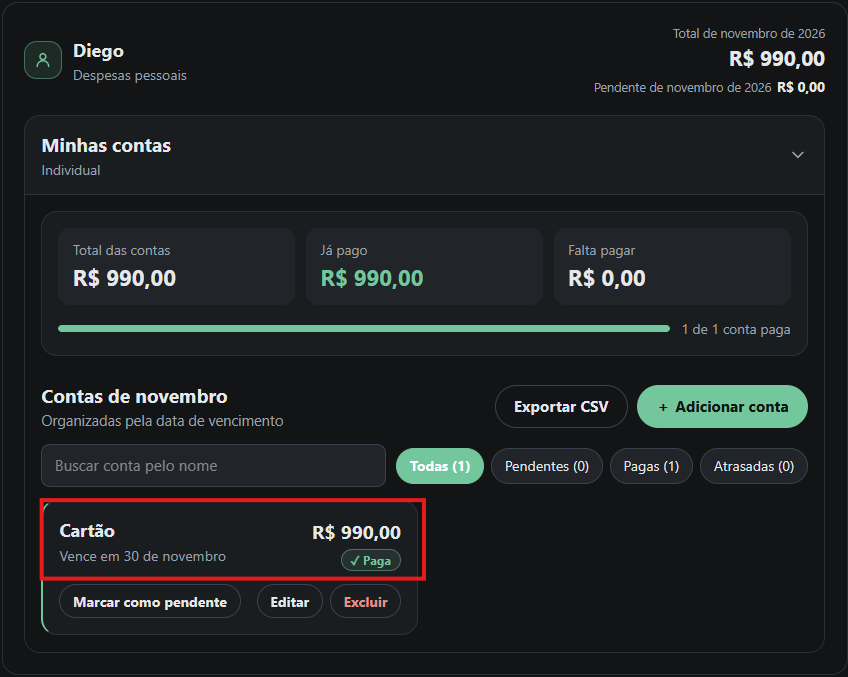 Diego
Despesas pessoais
Total de novembro de 2026
R$ 990,00
Pendente de novembro de 2026 R$ 0,00
Minhas contas
Individual
Total das contas
R$ 990,00
Já pago
R$ 990,00
Falta pagar
R$ 0,00
1 de 1 conta paga
Contas de novembro
Organizadas pela data de vencimento
Exportar CSV
+ Adicionar conta
Buscar conta pelo nome
Todas (1)
Pendentes (0)
Pagas (1)
Atrasadas (0)
Cartão
R$ 990,00
Vence em 30 de novembro
✓ Paga
Marcar como pendente
Editar
Excluir